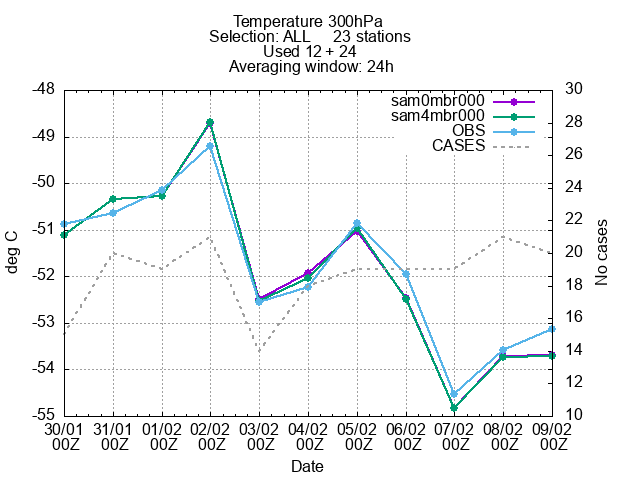 Temperature 300hPa
Selection: ALL 23 stations
Used 12 + 24
Averaging window: 24h
sam0mbr000
sam4mbr000
OBS
CASES
deg C
-48
-49
-50
-51
-52
-53
-54
-55
30
28
26
24
22
20
18
16
14
12
10
No cases
30/01 31/01 01/02 02/02 03/02 04/02 05/02 06/02 07/02 08/02 09/02
00Z 00Z 00Z 00Z 00Z 00Z 00Z 00Z 00Z 00Z 00Z
Date